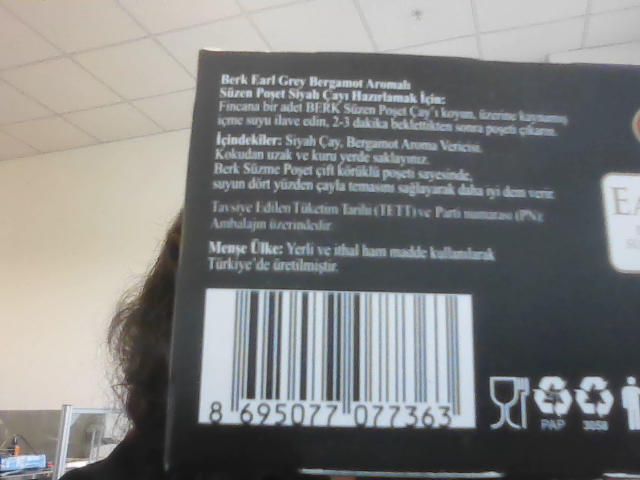 Berk Earl Grey Bergamot Aromalı
Süzen Poşet Siyah Çayı Hazırlamak İçin:
Fincana bir adet BERK Süzen Poşet Çay'ı koyun, üzerine kaynamış
içme suyu ilave edin, 2-3 dakika beklettikten sonra poşeti çıkarın.
İçindekiler: Siyah Çay, Bergamot Aroma Vericisi.
Kokudan uzak ve kuru yerde saklayınız.
Berk Süzme Poşet çift körüklü poşeti sayesinde,
suyun dört yüzden çayla temasını sağlayarak daha iyi dem verir.
Tavsiye Edilen Tüketim Tarihi (TETT) ve Parti numarası (PN):
Ambalajın üzerindedir.
Menşe Ülke: Yerli ve ithal ham madde kullanılarak
Türkiye'de üretilmiştir.
8 695077 077363
PAP